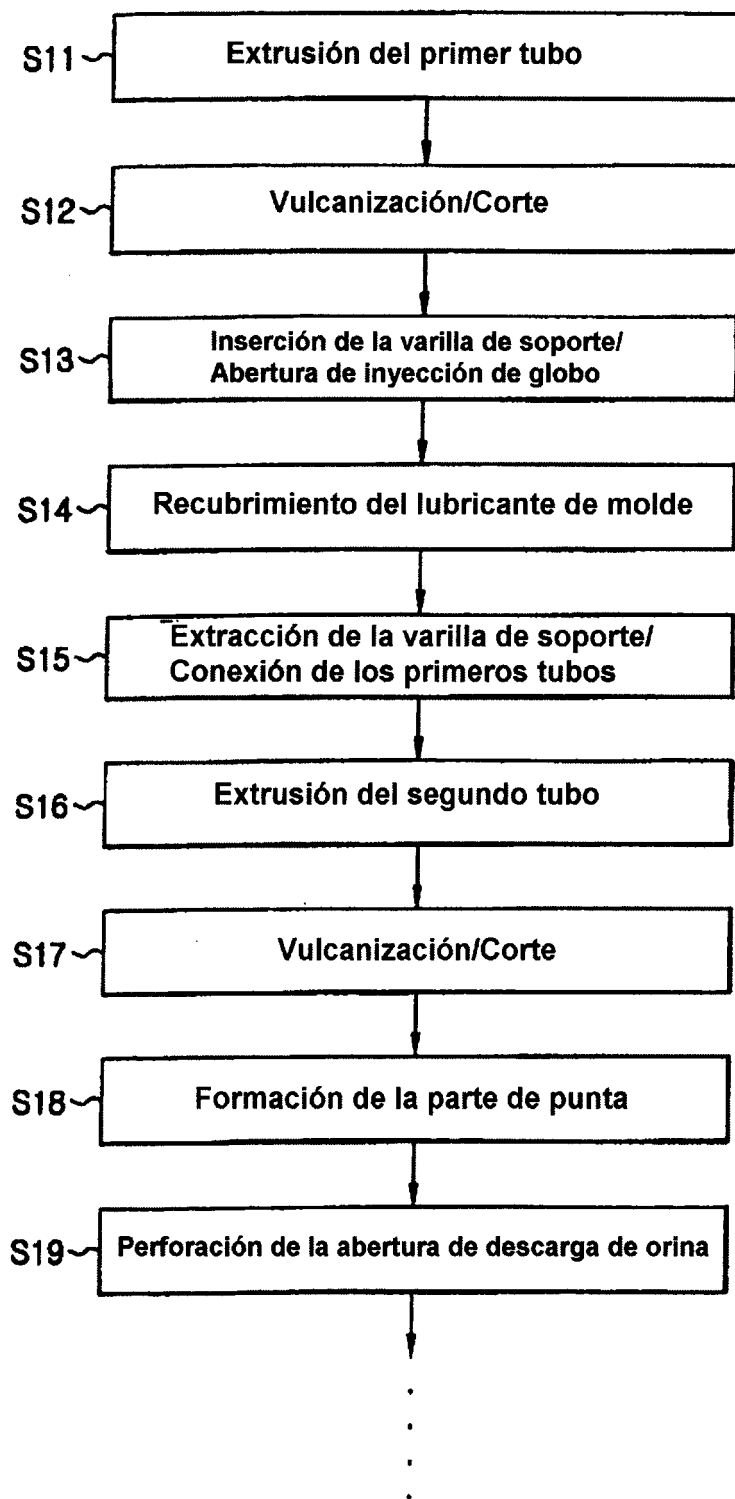 S11 Extrusión del primer tubo
S12 Vulcanización/Corte
S13 Inserción de la varilla de soporte/
Abertura de inyección de globo
S14 Recubrimiento del lubricante de molde
S15 Extracción de la varilla de soporte/
Conexión de los primeros tubos
S16 Extrusión del segundo tubo
S17 Vulcanización/Corte
S18 Formación de la parte de punta
S19 Perforación de la abertura de descarga de orina